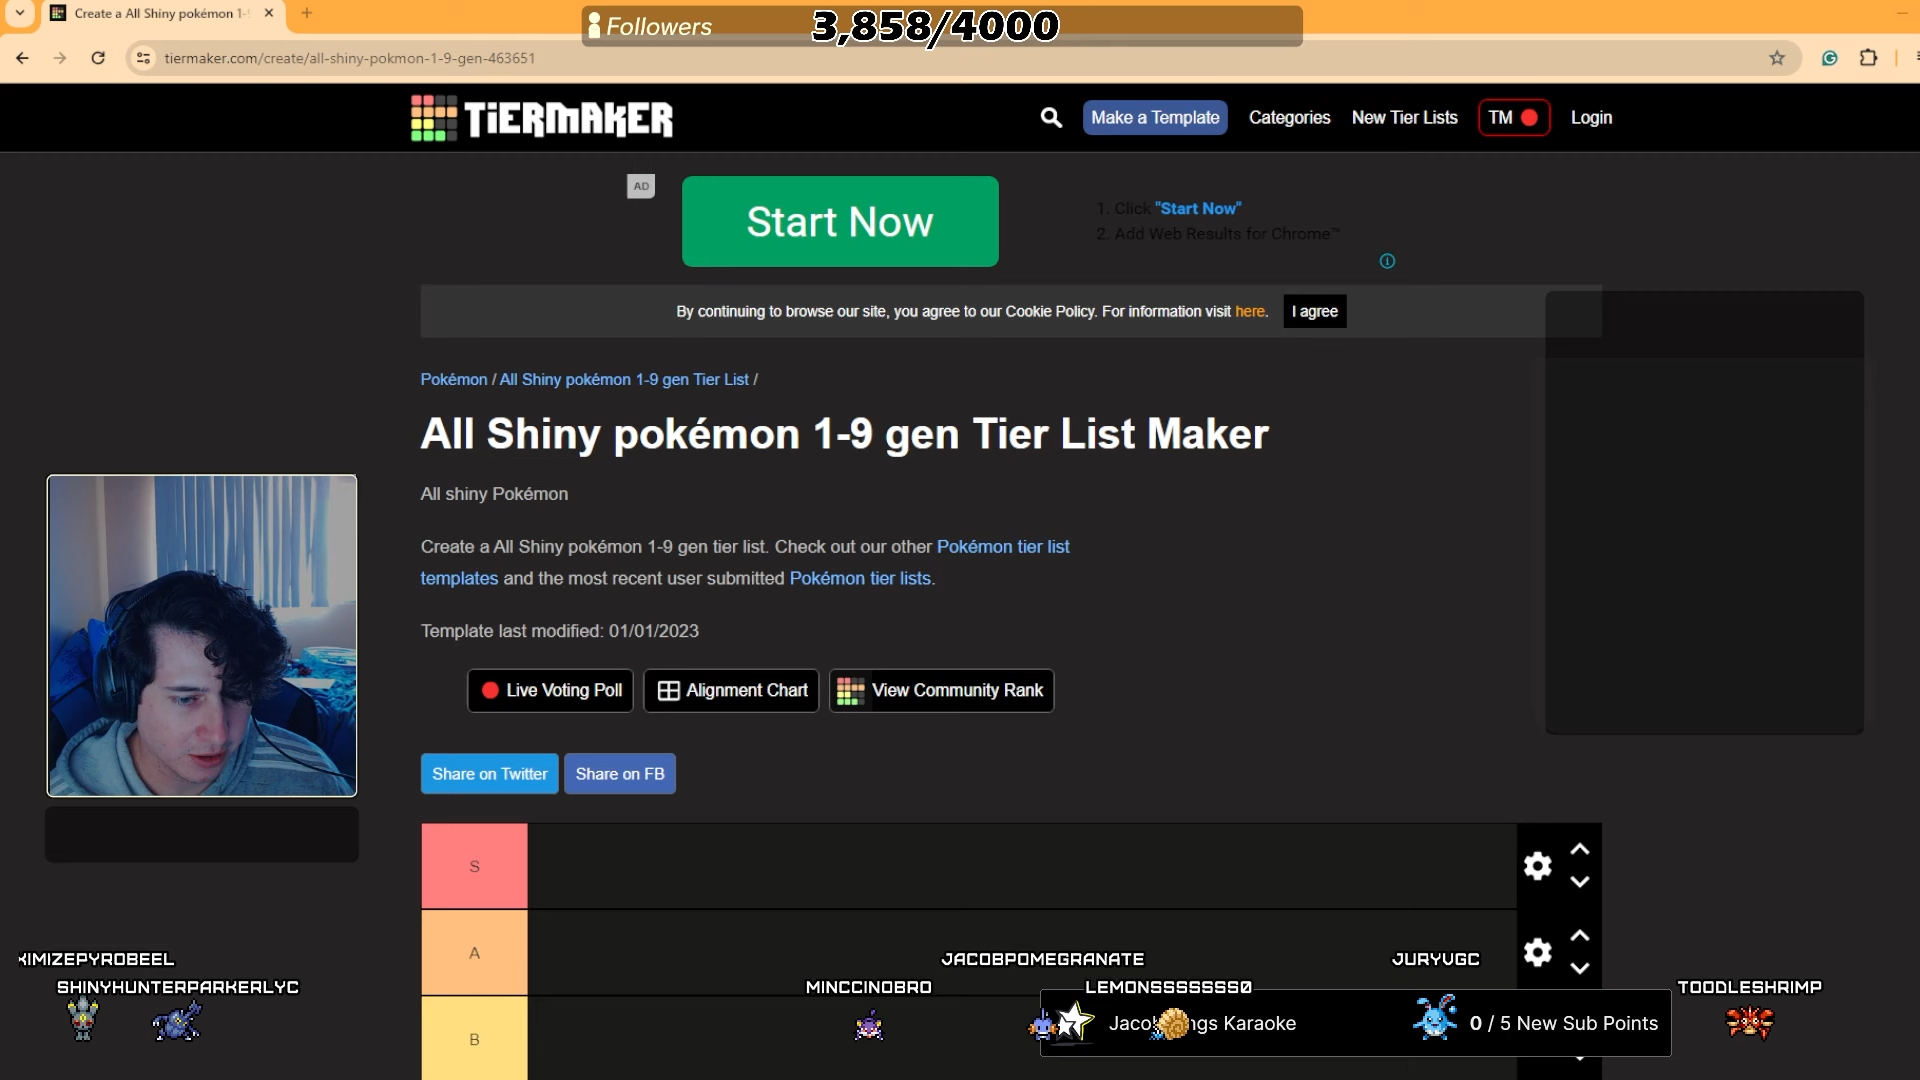 Create a All Shiny pokémon 1-
Followers 3,858/4000
tiermaker.com/create/all-shiny-pokmon-1-9-gen-463651
TiERMAKER
Make a Template
Categories
New Tier Lists
TM
Login
AD
Start Now
1. Click "Start Now"
2. Add Web Results for Chrome™
By continuing to browse our site, you agree to our Cookie Policy. For information visit here.
I agree
Pokémon / All Shiny pokémon 1-9 gen Tier List /
All Shiny pokémon 1-9 gen Tier List Maker
All shiny Pokémon
Create a All Shiny pokémon 1-9 gen tier list. Check out our other Pokémon tier list
templates and the most recent user submitted Pokémon tier lists.
Template last modified: 01/01/2023
Live Voting Poll
Alignment Chart
View Community Rank
Share on Twitter
Share on FB
S
A
B
KIMIZEPYROBEEL
JACOBPOMEGRANATE
JURYVGC
SHINYHUNTERPARKERLYC
MINCCINOBRO
LEMONSSSSSSS0
TOODLESHRIMP
Karaoke
0 / 5 New Sub Points